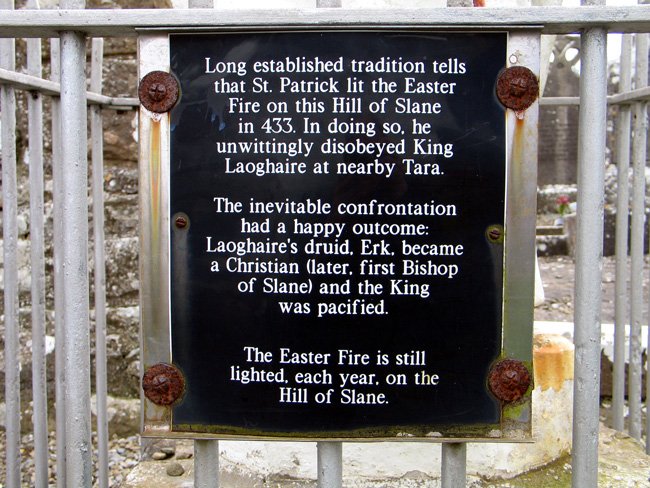 Long established tradition tells
that St. Patrick lit the Easter
Fire on this Hill of Slane
in 433. In doing so, he
unwittingly disobeyed King
Laoghaire at nearby Tara.
The inevitable confrontation
had a happy outcome:
Laoghaire's druid, Erk, became
a Christian (later, first Bishop
of Slane) and the King
was pacified.
The Easter Fire is still
lighted, each year, on the
Hill of Slane.